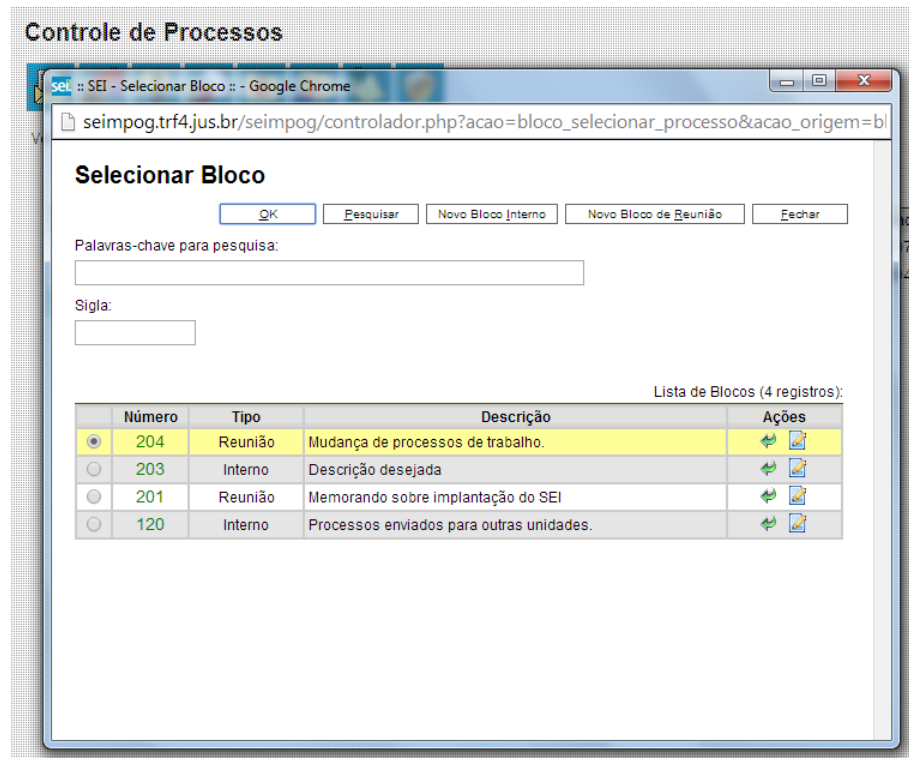 Controle de Processos
sei. :: SEI - Selecionar Bloco :: - Google Chrome
seimpog.trf4.jus.br/seimpog/controlador.php?acao=bloco_selecionar_processo&acao_origem=bl
Selecionar Bloco
OK Pesquisar Novo Bloco Interno Novo Bloco de Reunião Fechar
Palavras-chave para pesquisa:
Sigla:
Lista de Blocos (4 registros):
Número Tipo Descrição Ações
204 Reunião Mudança de processos de trabalho.
203 Interno Descrição desejada
201 Reunião Memorando sobre implantação do SEI
120 Interno Processos enviados para outras unidades.